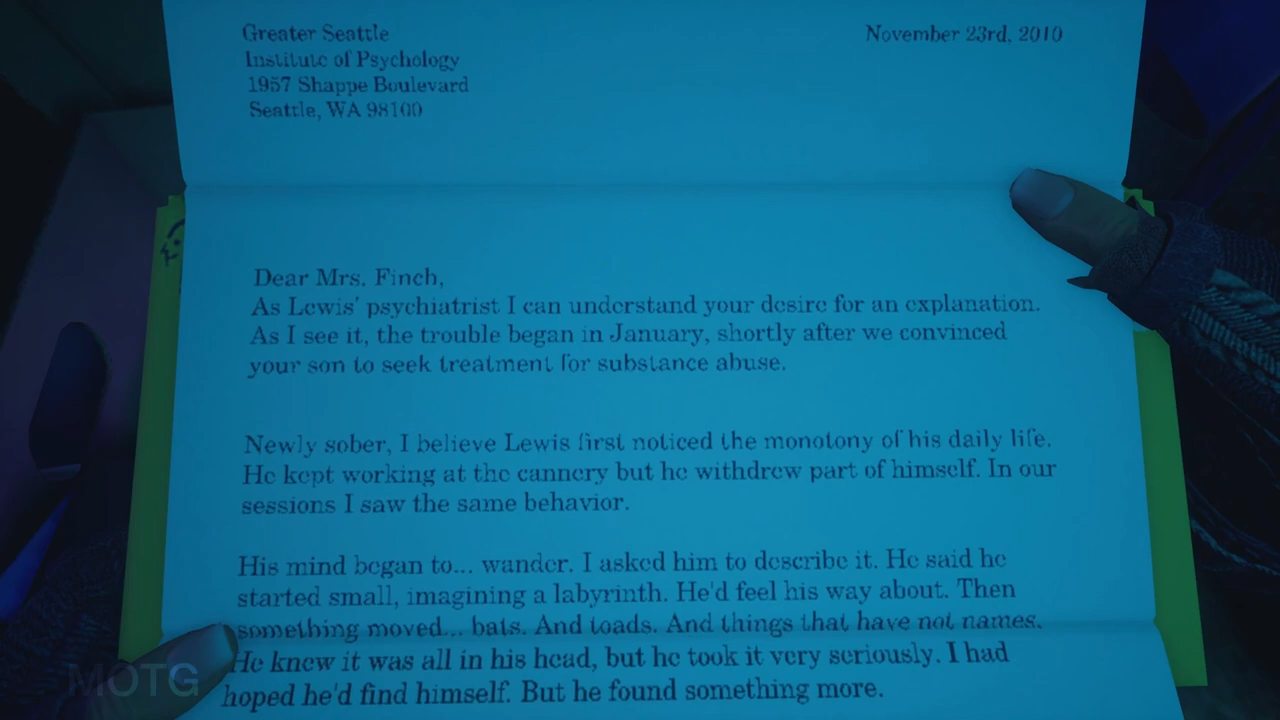 Greater Seattle
November 23rd, 2010
Institute of Psychology
1957 Shappe Boulevard
Seattle, WA 98100
Dear Mrs. Finch,
As Lewis' psychiatrist I can understand your desire for an explanation.
As I see it, the trouble began in January, shortly after we convinced
your son to seek treatment for substance abuse.
Newly sober, I believe Lewis first noticed the monotony of his daily life.
He kept working at the cannery but he withdrew part of himself. In our
sessions I saw the same behavior.
His mind began to... wander. I asked him to describe it. He said he
started small, imagining a labyrinth. He'd feel his way about. Then
something moved... bats. And toads. And things that have not names.
He knew it was all in his head, but he took it very seriously. I had
hoped he'd find himself. But he found something more.
MOTG